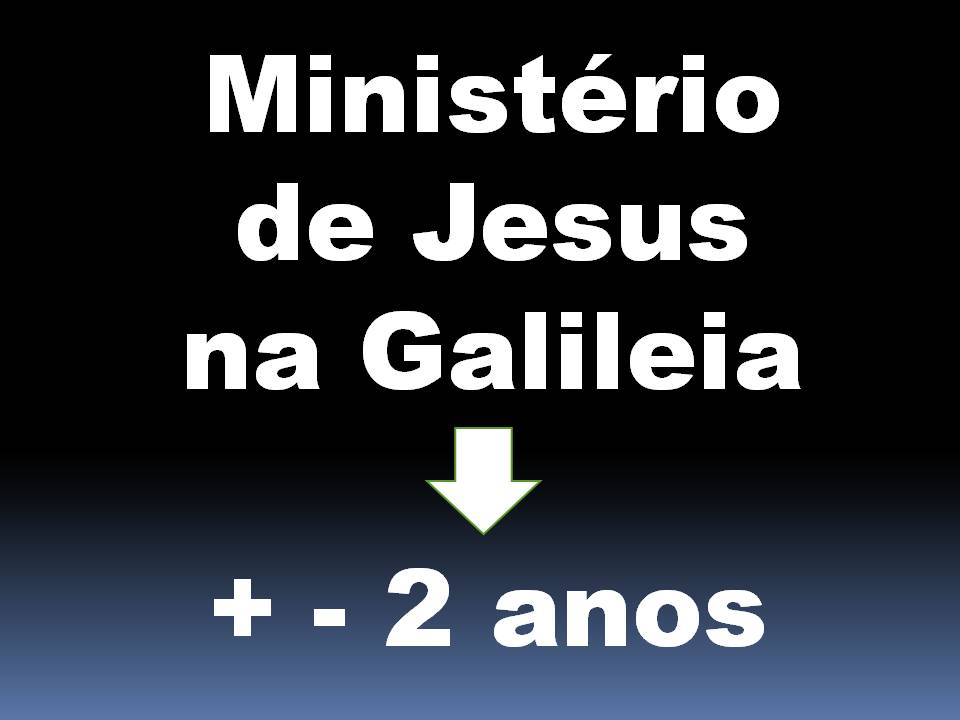 Ministério
de Jesus
na Galileia
+ - 2 anos